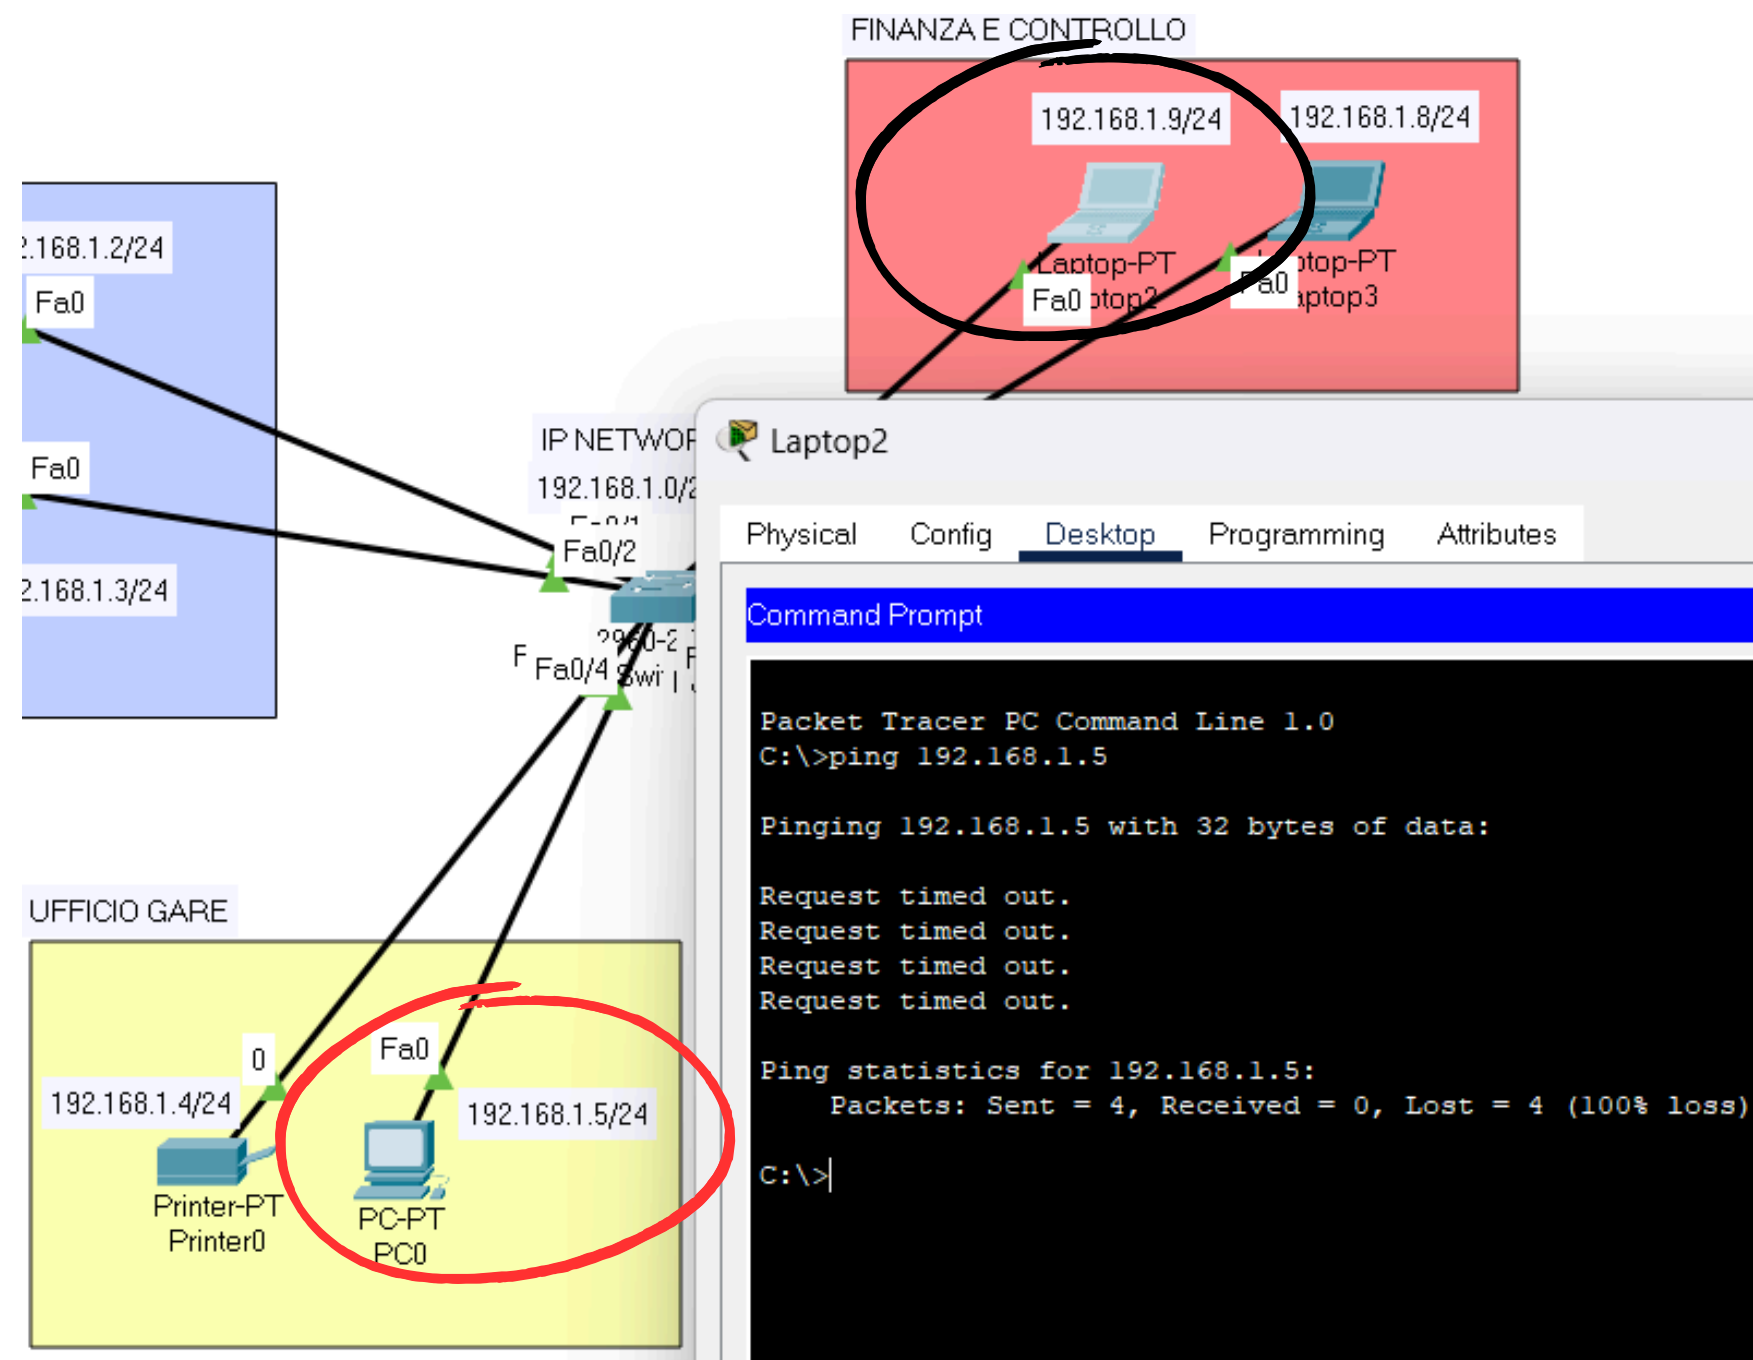 FINANZA E CONTROLLO
192.168.1.9/24
192.168.1.8/24
Laptop-PT
Fa0
Fa0
.168.1.2/24
Fa0
Fa0
2.168.1.3/24
IP NETWOR
192.168.1.0/2
Fa0/2
Fa0/4
UFFICIO GARE
0
192.168.1.4/24
Printer-PT
Printer0
Fa0
192.168.1.5/24
PC-PT
PC0
Laptop2
Physical Config Desktop Programming Attributes
Command Prompt
Packet Tracer PC Command Line 1.0
C:\>ping 192.168.1.5
Pinging 192.168.1.5 with 32 bytes of data:
Request timed out.
Request timed out.
Request timed out.
Request timed out.
Ping statistics for 192.168.1.5:
Packets: Sent = 4, Received = 0, Lost = 4 (100% loss)
C:\>